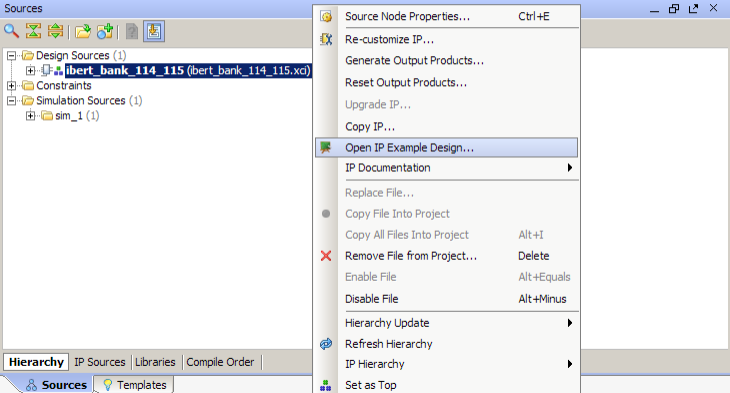 Sources
Design Sources (1)
ibert_bank_114_115 (ibert_bank_114_115.xci)
Constraints
Simulation Sources (1)
sim_1 (1)
Hierarchy IP Sources Libraries Compile Order
Sources Templates
Source Node Properties... Ctrl+E
Re-customize IP...
Generate Output Products...
Reset Output Products...
Upgrade IP...
Copy IP...
Open IP Example Design...
IP Documentation
Replace File...
Copy File Into Project
Copy All Files Into Project Alt+I
Remove File from Project... Delete
Enable File Alt+Equals
Disable File Alt+Minus
Hierarchy Update
Refresh Hierarchy
IP Hierarchy
Set as Top